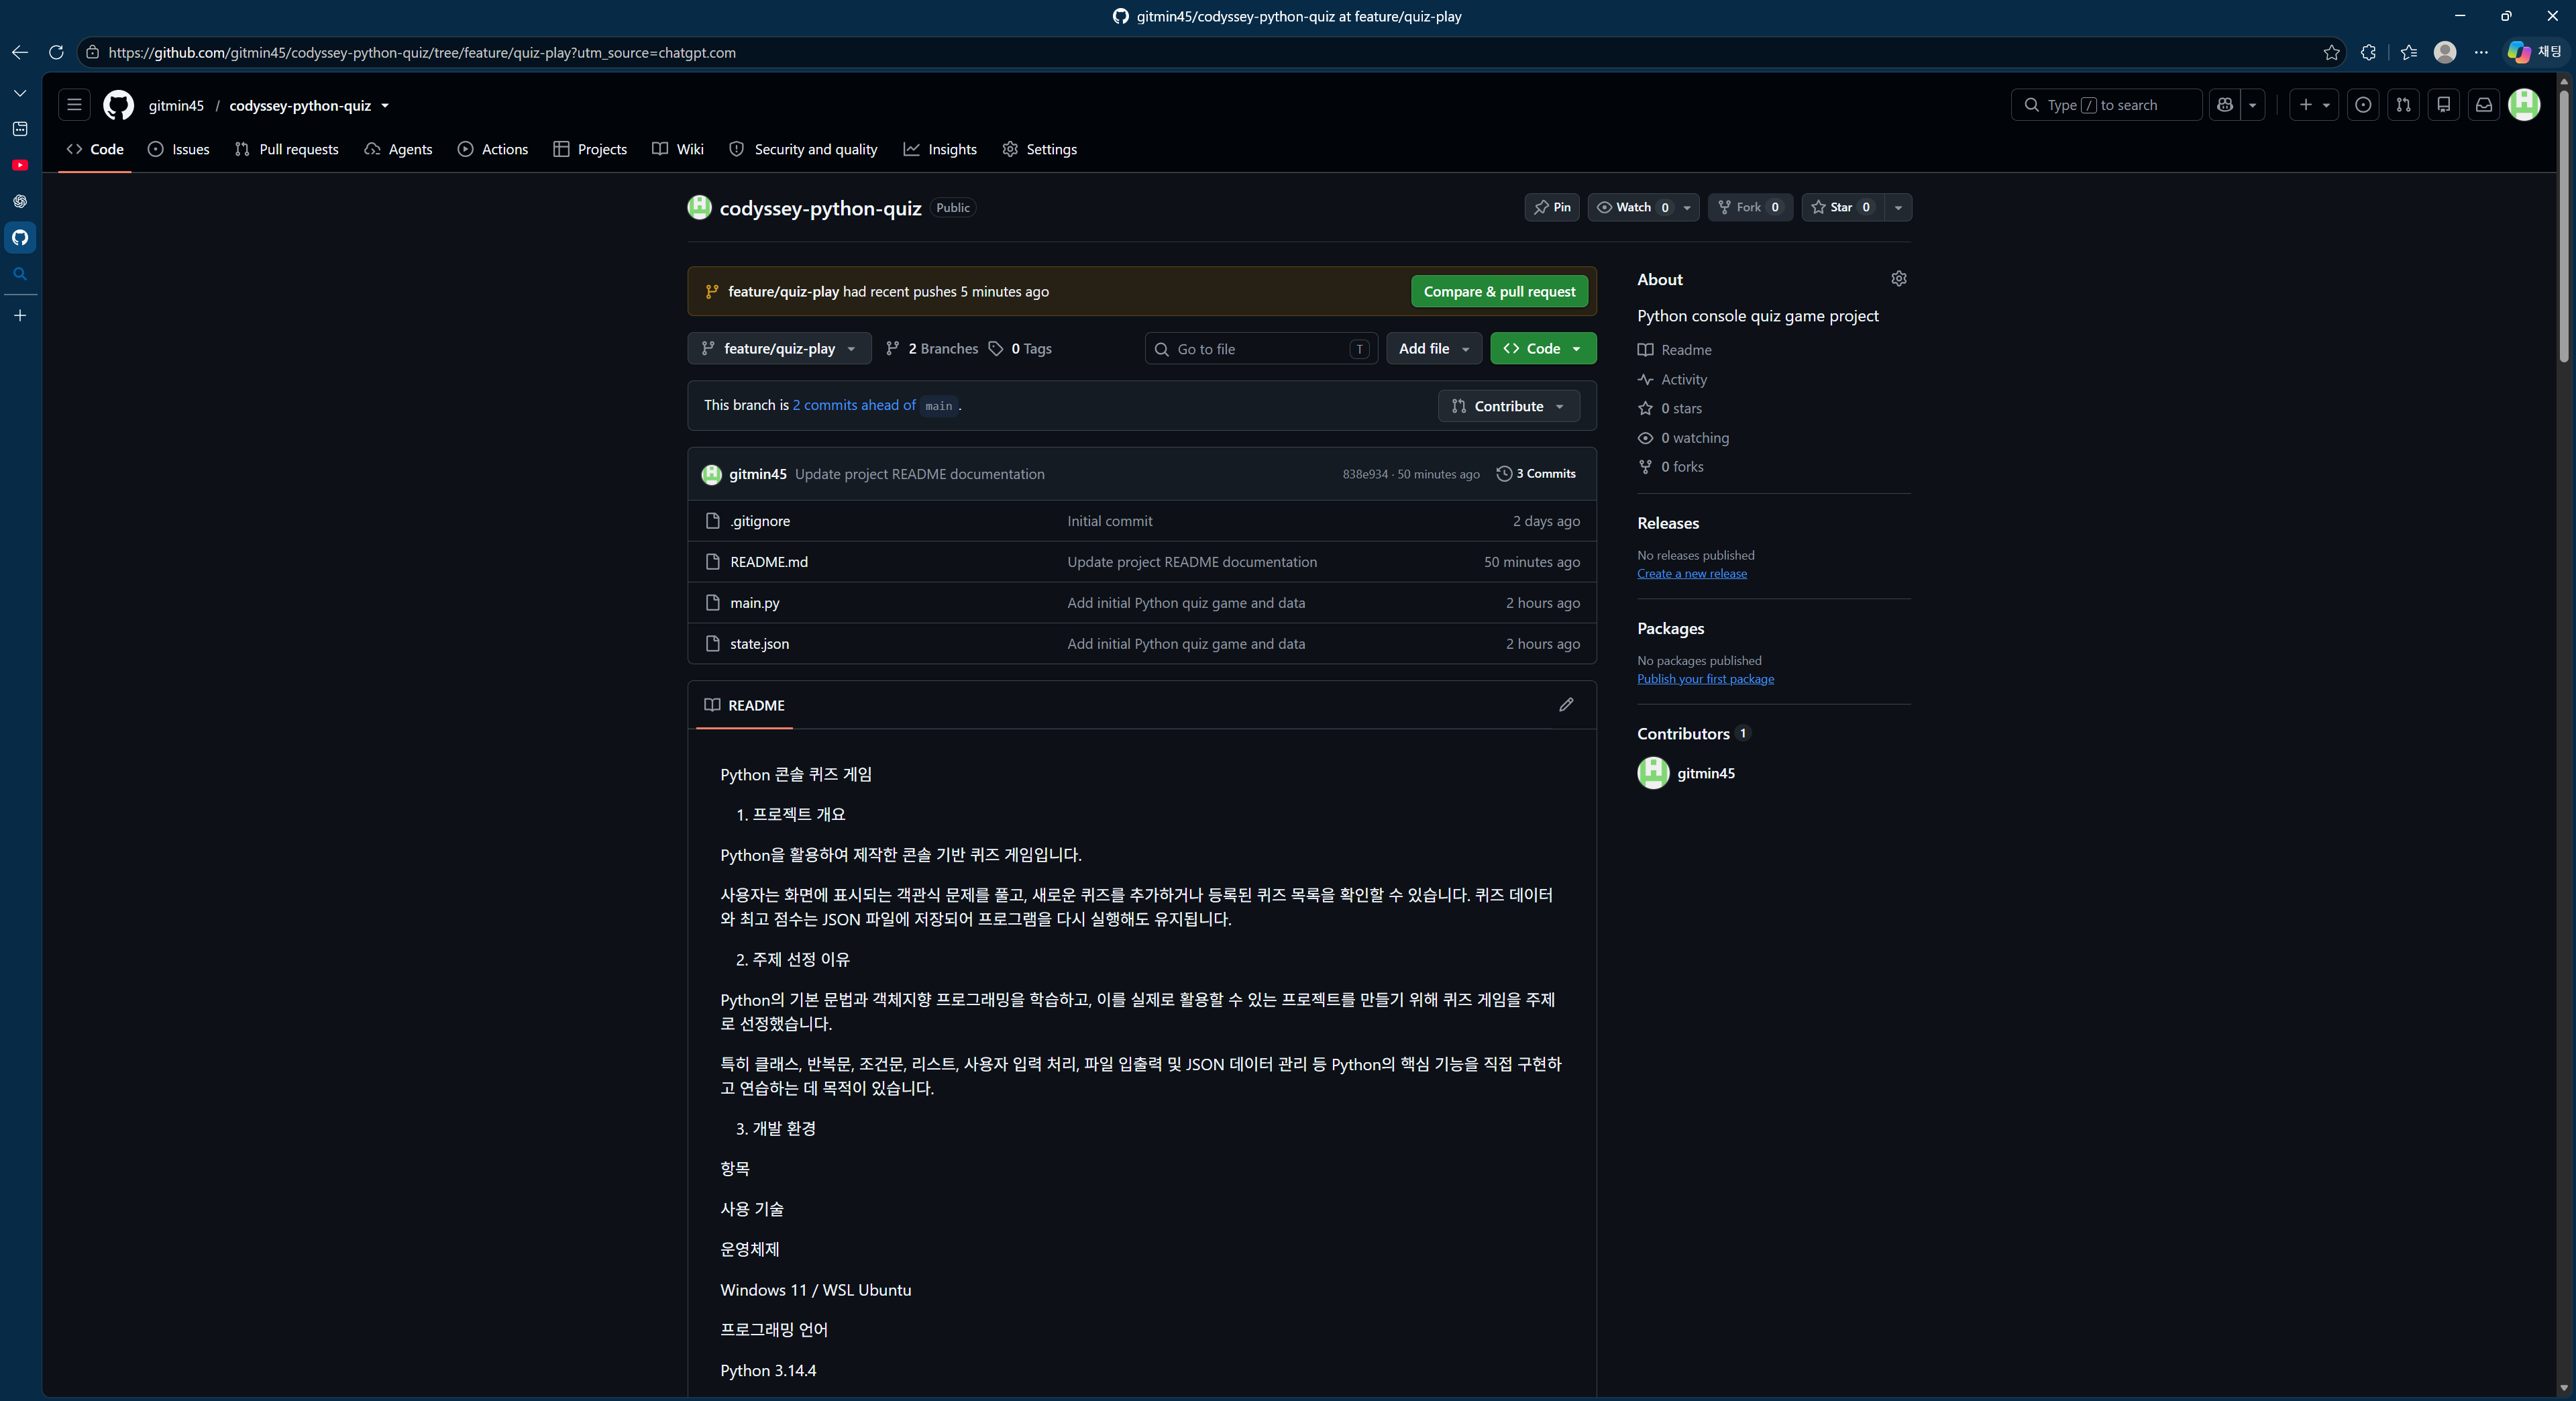 gitmin45/codyssey-python-quiz at feature/quiz-play
https://github.com/gitmin45/codyssey-python-quiz/tree/feature/quiz-play?utm_source=chatgpt.com
채팅
gitmin45 / codyssey-python-quiz
Type / to search
Code
Issues
Pull requests
Agents
Actions
Projects
Wiki
Security and quality
Insights
Settings
codyssey-python-quiz Public
Pin
Watch 0
Fork 0
Star 0
feature/quiz-play had recent pushes 5 minutes ago
Compare & pull request
feature/quiz-play
2 Branches
0 Tags
Go to file T
Add file
Code
This branch is 2 commits ahead of main .
Contribute
gitmin45 Update project README documentation 838e934 · 50 minutes ago 3 Commits
.gitignore Initial commit 2 days ago
README.md Update project README documentation 50 minutes ago
main.py Add initial Python quiz game and data 2 hours ago
state.json Add initial Python quiz game and data 2 hours ago
README
Python 콘솔 퀴즈 게임
1. 프로젝트 개요
Python을 활용하여 제작한 콘솔 기반 퀴즈 게임입니다.
사용자는 화면에 표시되는 객관식 문제를 풀고, 새로운 퀴즈를 추가하거나 등록된 퀴즈 목록을 확인할 수 있습니다. 퀴즈 데이터
와 최고 점수는 JSON 파일에 저장되어 프로그램을 다시 실행해도 유지됩니다.
2. 주제 선정 이유
Python의 기본 문법과 객체지향 프로그래밍을 학습하고, 이를 실제로 활용할 수 있는 프로젝트를 만들기 위해 퀴즈 게임을 주제
로 선정했습니다.
특히 클래스, 반복문, 조건문, 리스트, 사용자 입력 처리, 파일 입출력 및 JSON 데이터 관리 등 Python의 핵심 기능을 직접 구현하
고 연습하는 데 목적이 있습니다.
3. 개발 환경
항목
사용 기술
운영체제
Windows 11 / WSL Ubuntu
프로그래밍 언어
Python 3.14.4
About
Python console quiz game project
Readme
Activity
0 stars
0 watching
0 forks
Releases
No releases published
Create a new release
Packages
No packages published
Publish your first package
Contributors 1
gitmin45